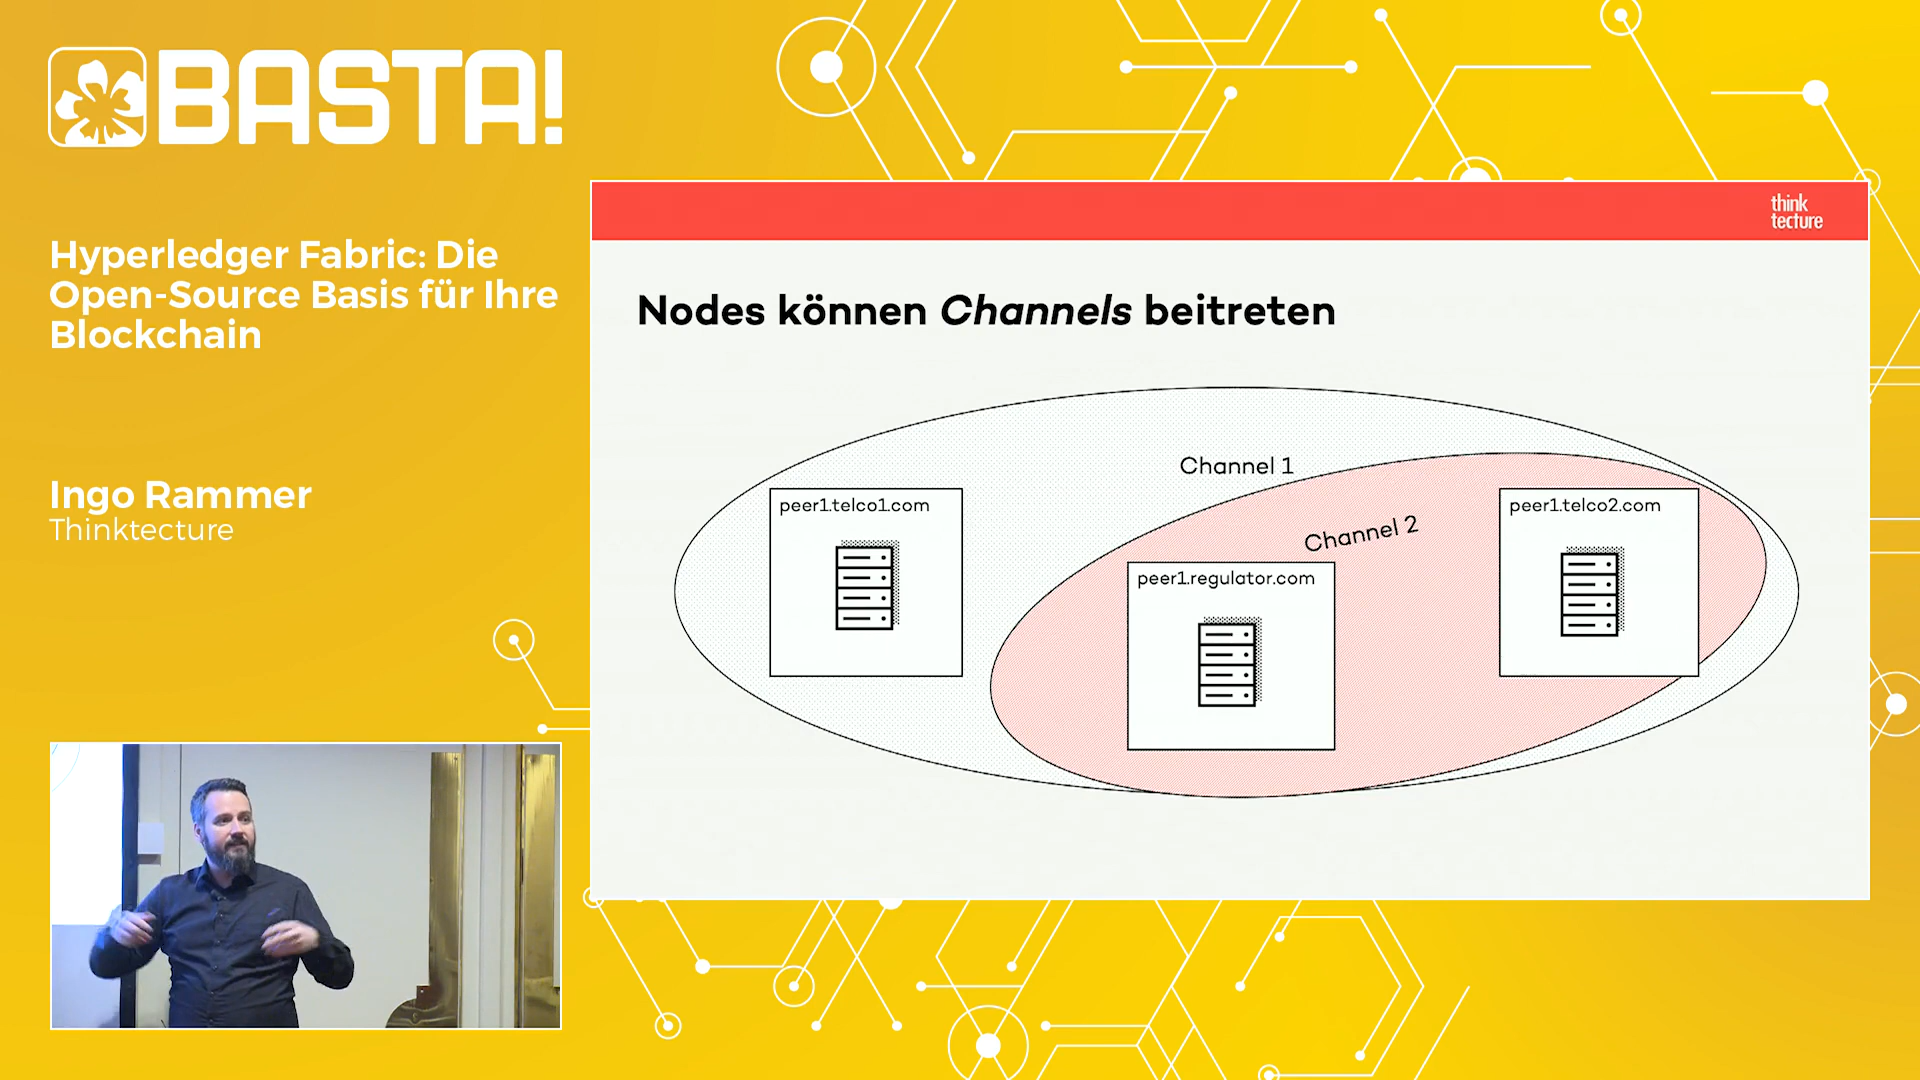 BASTA!
Hyperledger Fabric: Die
Open-Source Basis für Ihre
Blockchain
Ingo Rammer
Thinktecture
think
tecture
Nodes können Channels beitreten
Channel 1
Channel 2
peer1.telco1.com
peer1.regulator.com
peer1.telco2.com